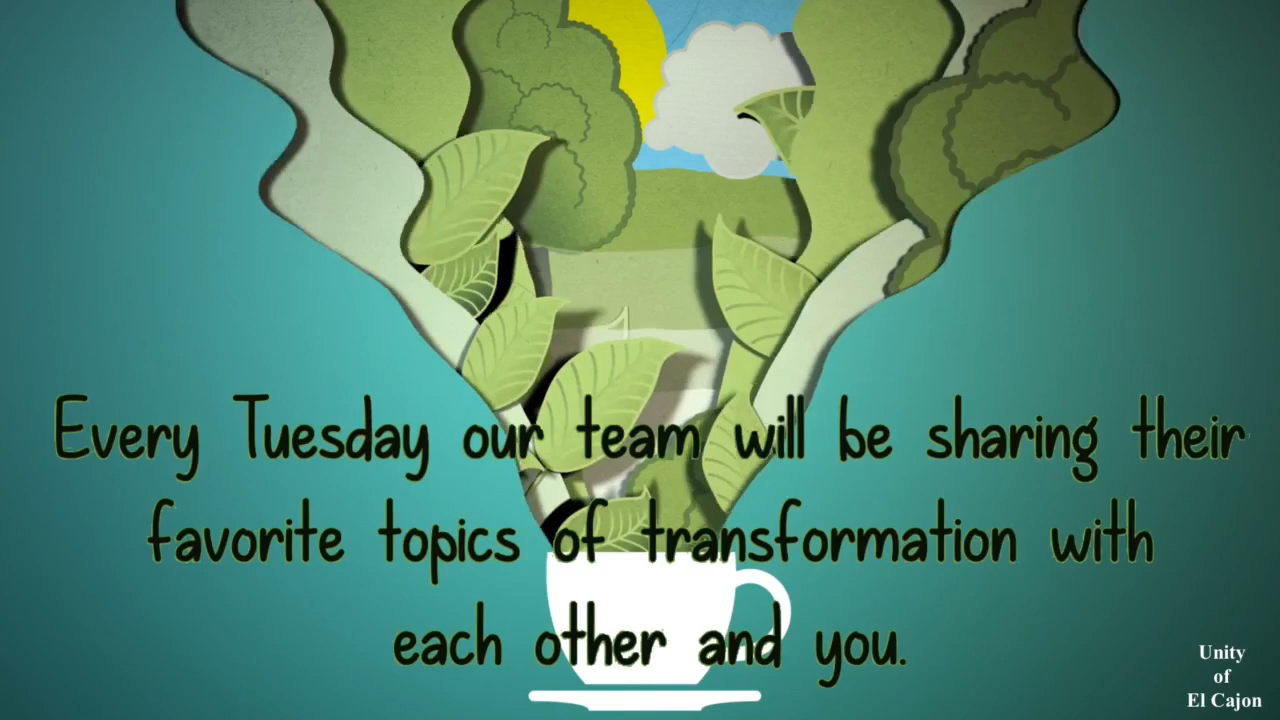 Every Tuesday our team will be sharing their
favorite topics of transformation with
each other and you.
Unity
of
El Cajon